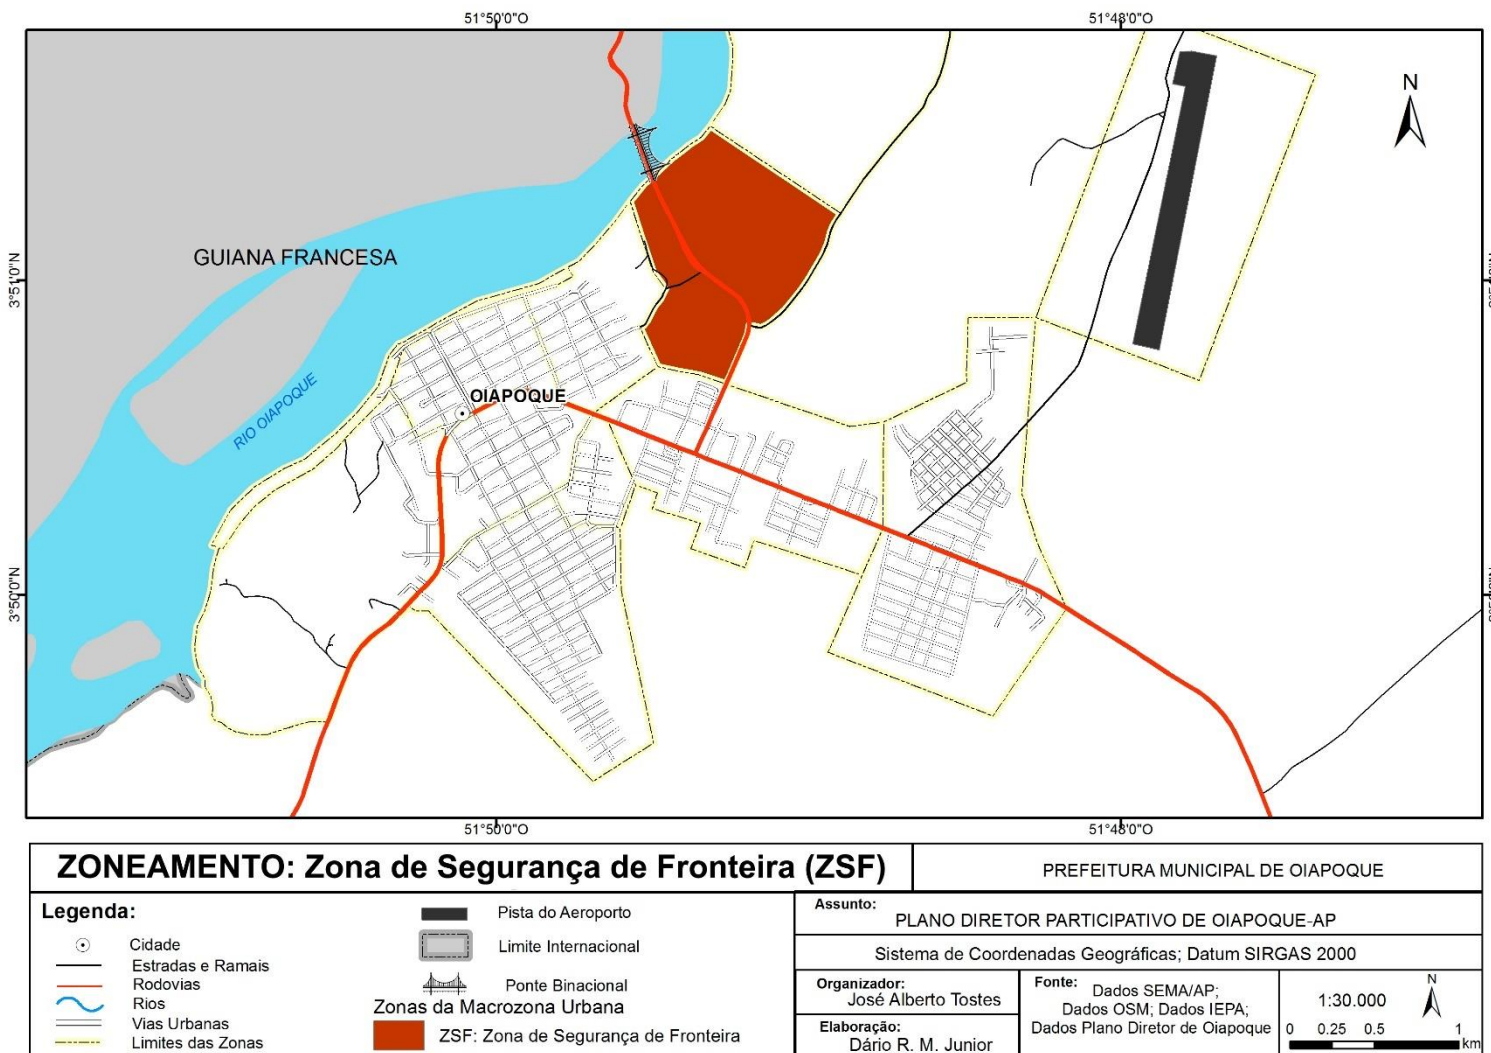 51°50'0"O
51°48'0"O
N
GUIANA FRANCESA
3°51'0"N
RIO OIAPOQUE
OIAPOQUE
3°50'0"N
51°50'0"O
51°48'0"O
ZONEAMENTO: Zona de Segurança de Fronteira (ZSF)
PREFEITURA MUNICIPAL DE OIAPOQUE
Legenda:
Cidade
Estradas e Ramais
Rodovias
Rios
Vias Urbanas
Limites das Zonas
Pista do Aeroporto
Limite Internacional
Ponte Binacional
Zonas da Macrozona Urbana
ZSF: Zona de Segurança de Fronteira
Assunto:
PLANO DIRETOR PARTICIPATIVO DE OIAPOQUE-AP
Sistema de Coordenadas Geográficas; Datum SIRGAS 2000
Organizador:
José Alberto Tostes
Elaboração:
Dário R. M. Junior
Fonte:
Dados SEMA/AP;
Dados OSM; Dados IEPA;
Dados Plano Diretor de Oiapoque
1:30.000
N
0 0.25 0.5 1
km